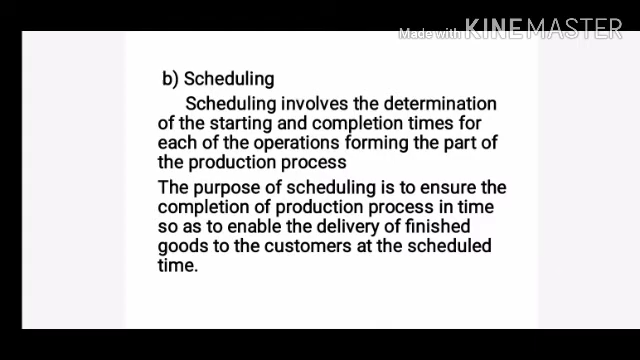 Made with KINEMASTER
b) Scheduling
Scheduling involves the determination
of the starting and completion times for
each of the operations forming the part of
the production process
The purpose of scheduling is to ensure the
completion of production process in time
so as to enable the delivery of finished
goods to the customers at the scheduled
time.